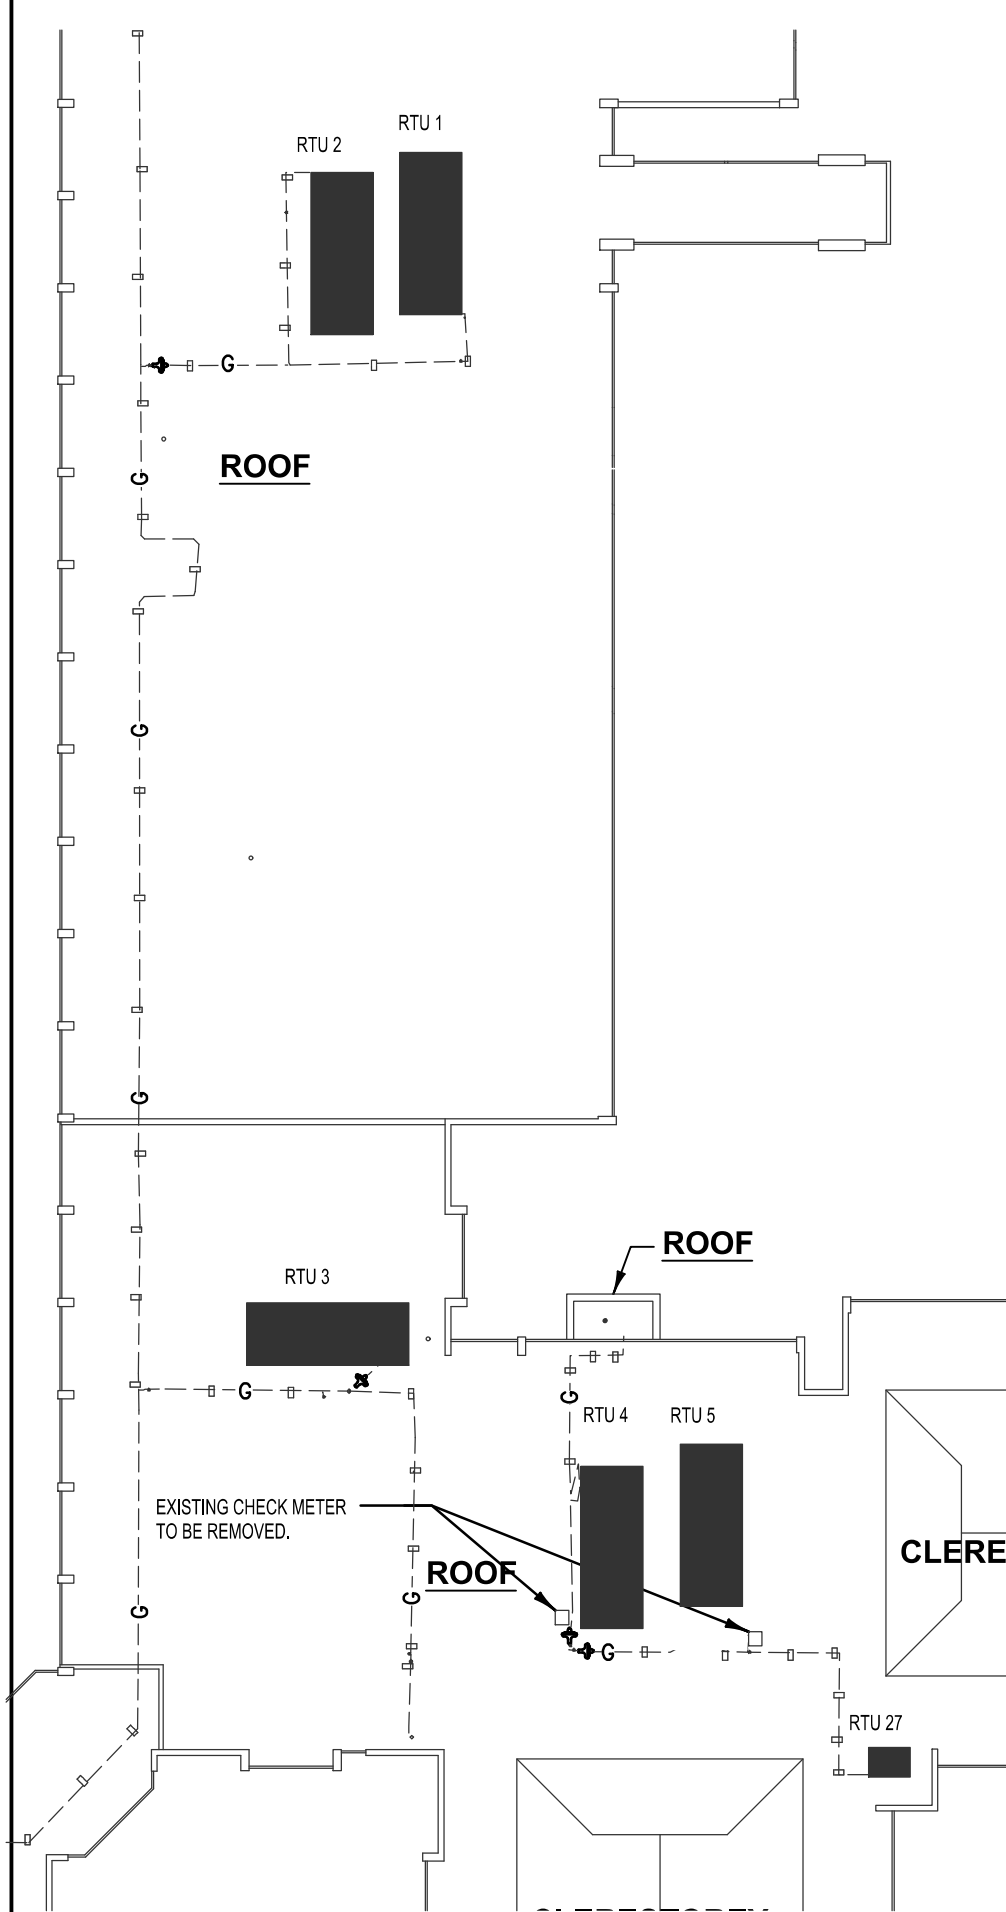 RTU 1
RTU 2
G
ROOF
G
G
G
ROOF
RTU 3
G
G
RTU 4
RTU 5
EXISTING CHECK METER
TO BE REMOVED.
CLERE
ROOF
G
G
G
RTU 27